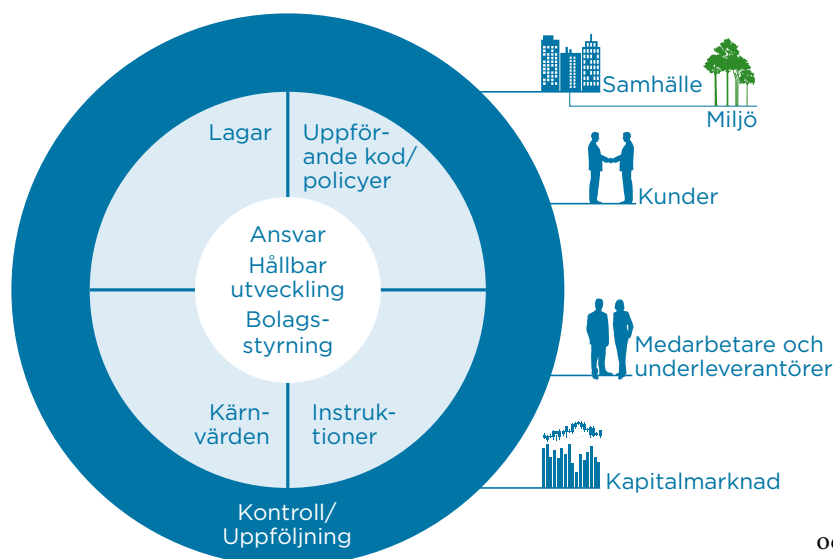 Samhälle
Miljö
Lagar
Uppför-
ande kod/
policyer
Kunder
Ansvar
Hållbar
utveckling
Bolags-
styrning
Medarbetare och
underleverantörer
Kärn-
värden
Instruk-
tioner
Kapitalmarknad
Kontroll/
Uppföljning